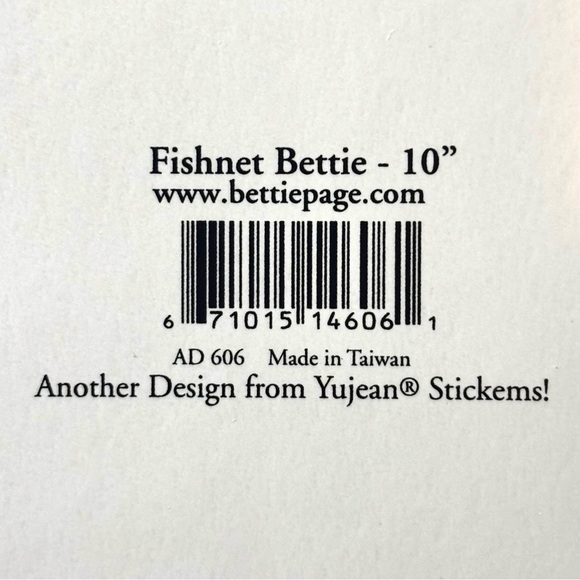 Fishnet Bettie - 10”
www.bettiepage.com
6 71015 14606 1
AD 606 Made in Taiwan
Another Design from Yujean® Stickems!